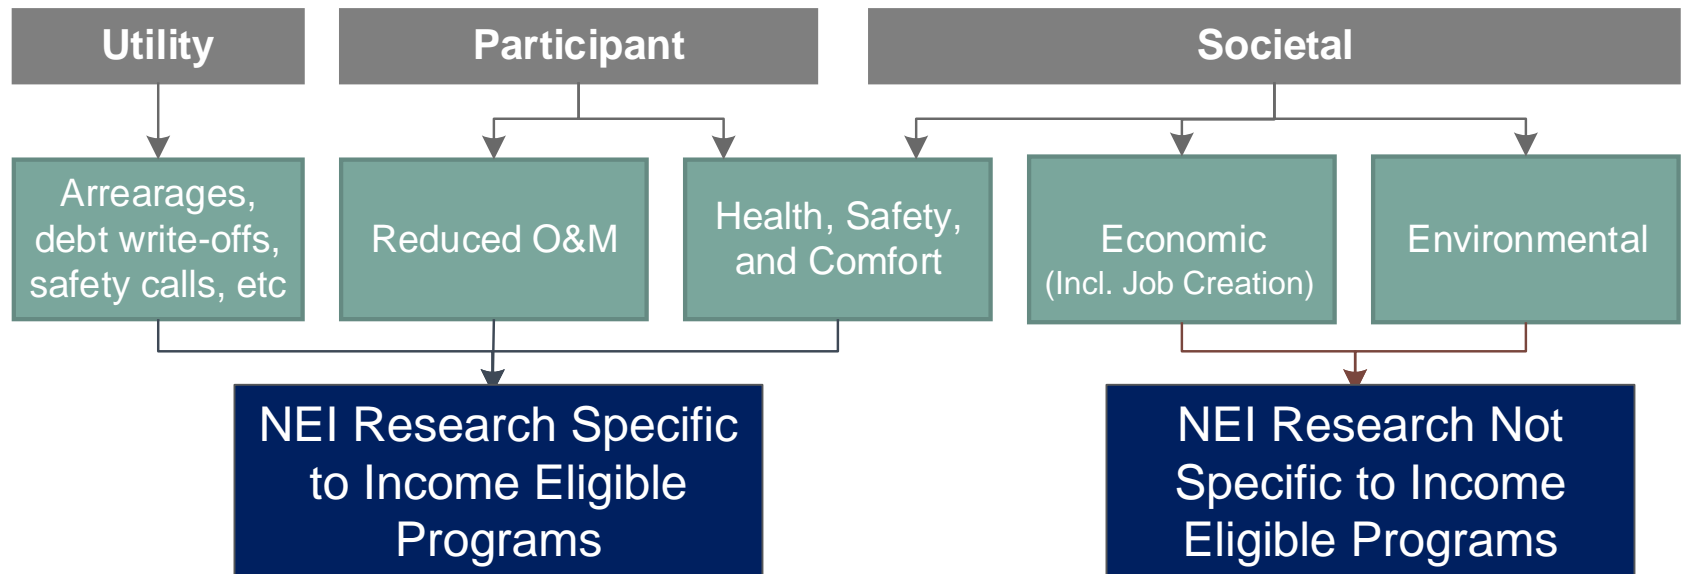 Utility
Participant
Societal
Arrearages,
debt write-offs,
safety calls, etc
Reduced O&M
Health, Safety,
and Comfort
Economic
(Incl. Job Creation)
Environmental
NEI Research Specific
to Income Eligible
Programs
NEI Research Not
Specific to Income
Eligible Programs